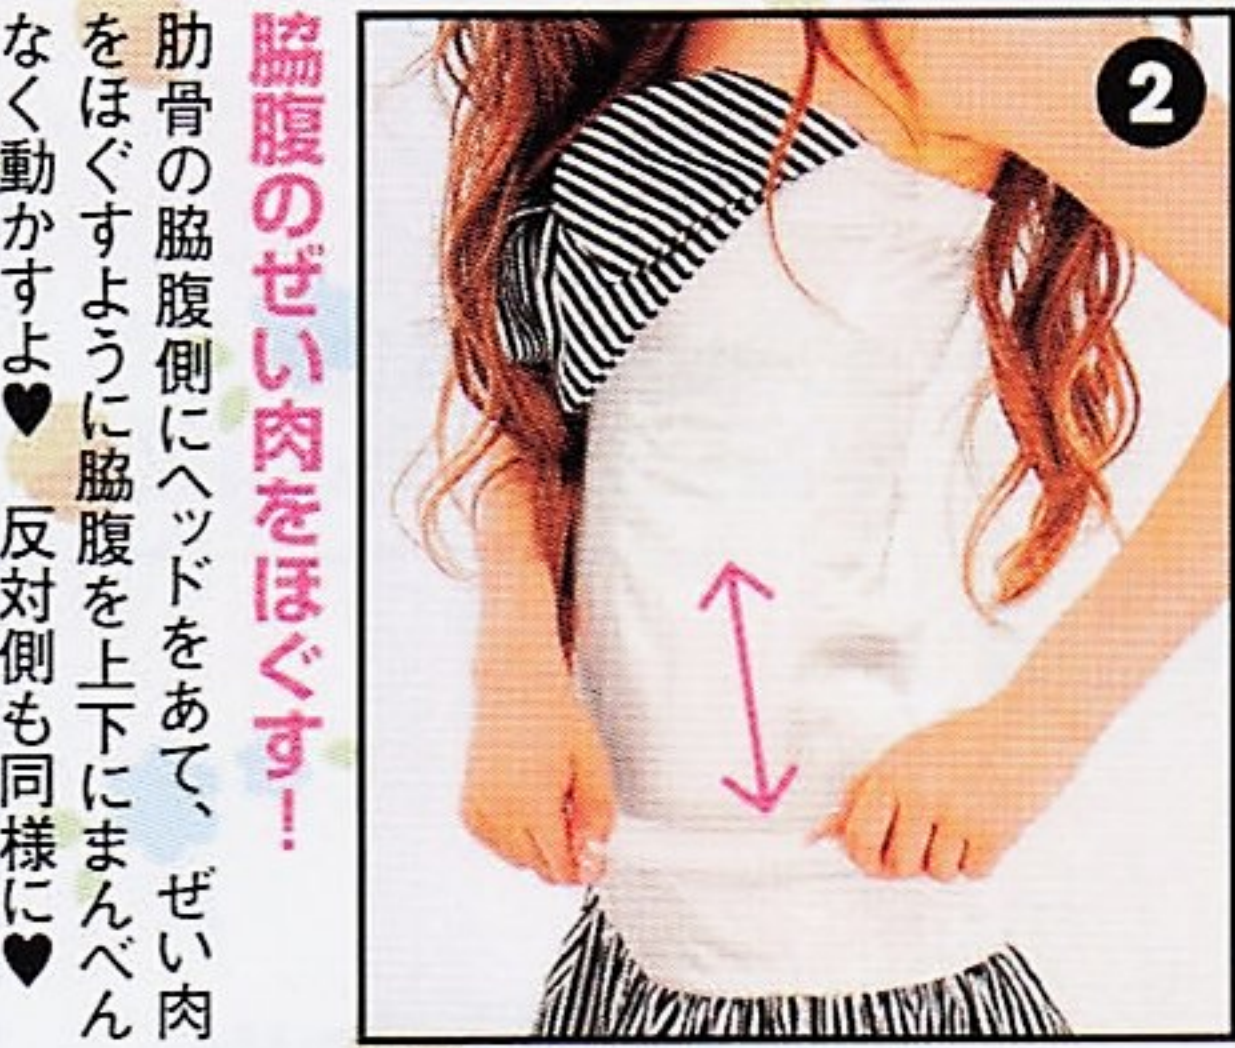 2
脇腹のぜい肉をほぐす！
肋骨の脇腹側にヘッドをあて、ぜい肉
をほぐすように脇腹を上下にまんべん
なく動かすよ♥ 反対側も同様に♥